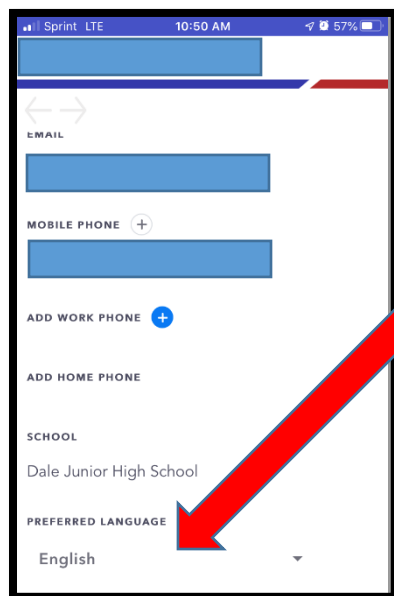 Sprint LTE 10:50 AM 57%
EMAIL
MOBILE PHONE +
ADD WORK PHONE +
ADD HOME PHONE
SCHOOL
Dale Junior High School
PREFERRED LANGUAGE
English